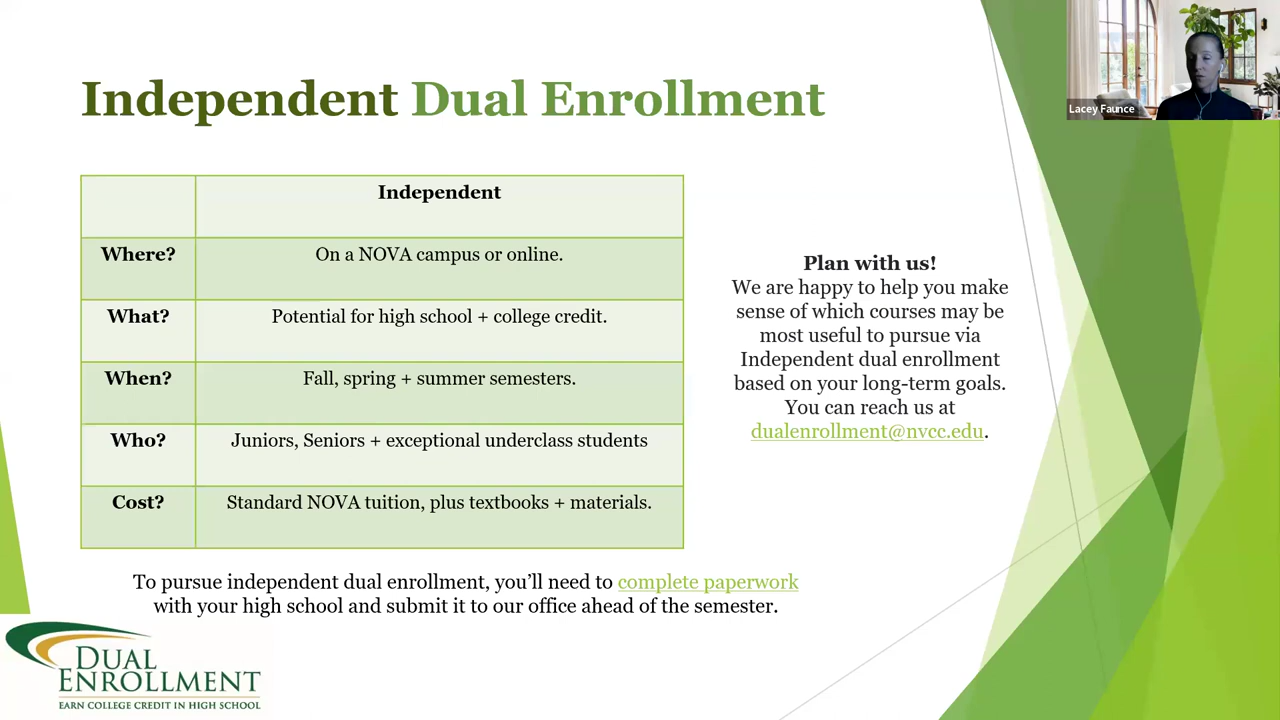 Independent Dual Enrollment
Lacey Faunce
Independent
Where? On a NOVA campus or online.
What? Potential for high school + college credit.
When? Fall, spring + summer semesters.
Who? Juniors, Seniors + exceptional underclass students
Cost? Standard NOVA tuition, plus textbooks + materials.
Plan with us!
We are happy to help you make
sense of which courses may be
most useful to pursue via
Independent dual enrollment
based on your long-term goals.
You can reach us at
dualenrollment@nvcc.edu.
To pursue independent dual enrollment, you’ll need to complete paperwork
with your high school and submit it to our office ahead of the semester.
DUAL
ENROLLMENT
EARN COLLEGE CREDIT IN HIGH SCHOOL